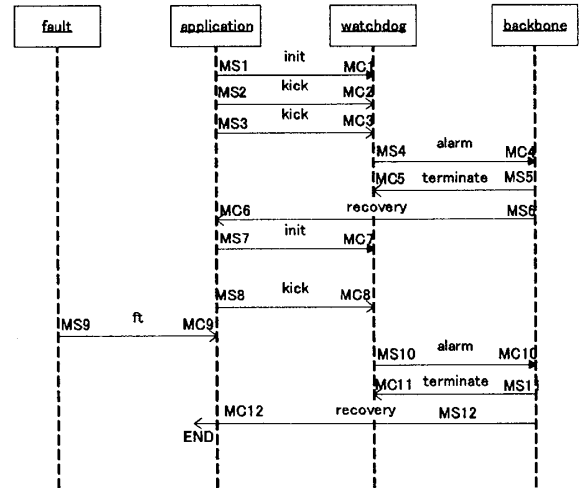 fault application watchdog backbone
init
MS1 MC1
kick
MS2 MC2
kick
MS3 MC3
alarm
MS4 MC4
MC5 terminate MS5
MC6 recovery MS6
init
MS7 MC7
kick
MS8 MC8
ft
MS9 MC9
alarm
MS10 MC10
MC11 terminate MS11
MC12 recovery MS12
END